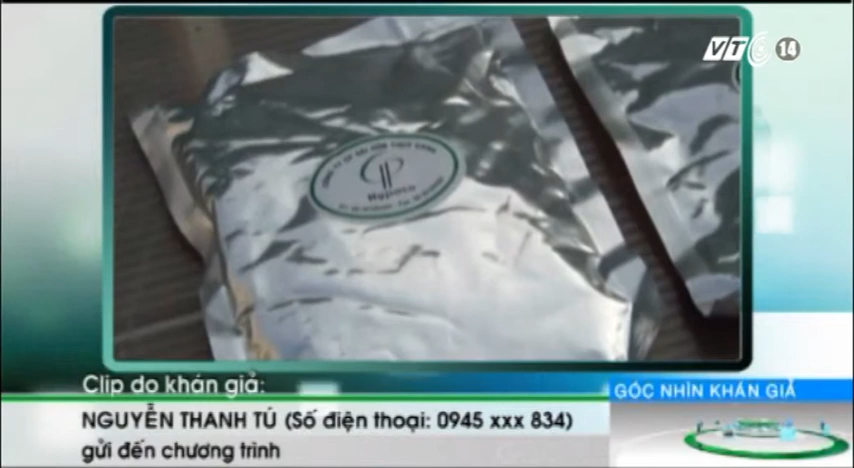 VTC 14
Clip do khán giả:
NGUYỄN THANH TÚ (Số điện thoại: 0945 xxx 834)
gửi đến chương trình
GÓC NHÌN KHÁN GIẢ